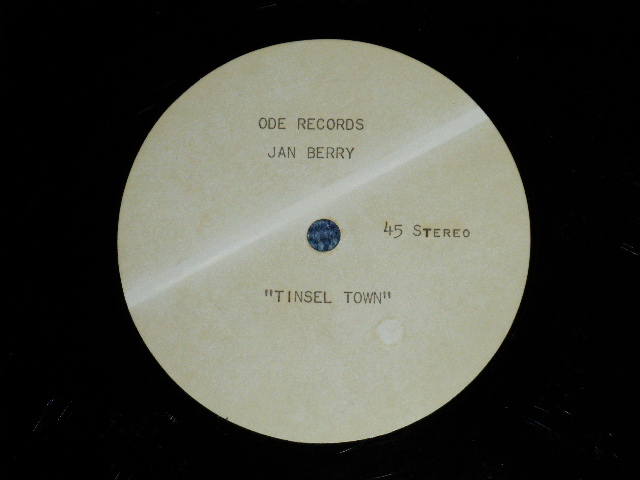 ODE RECORDS
JAN BERRY
45 STEREO
"TINSEL TOWN"